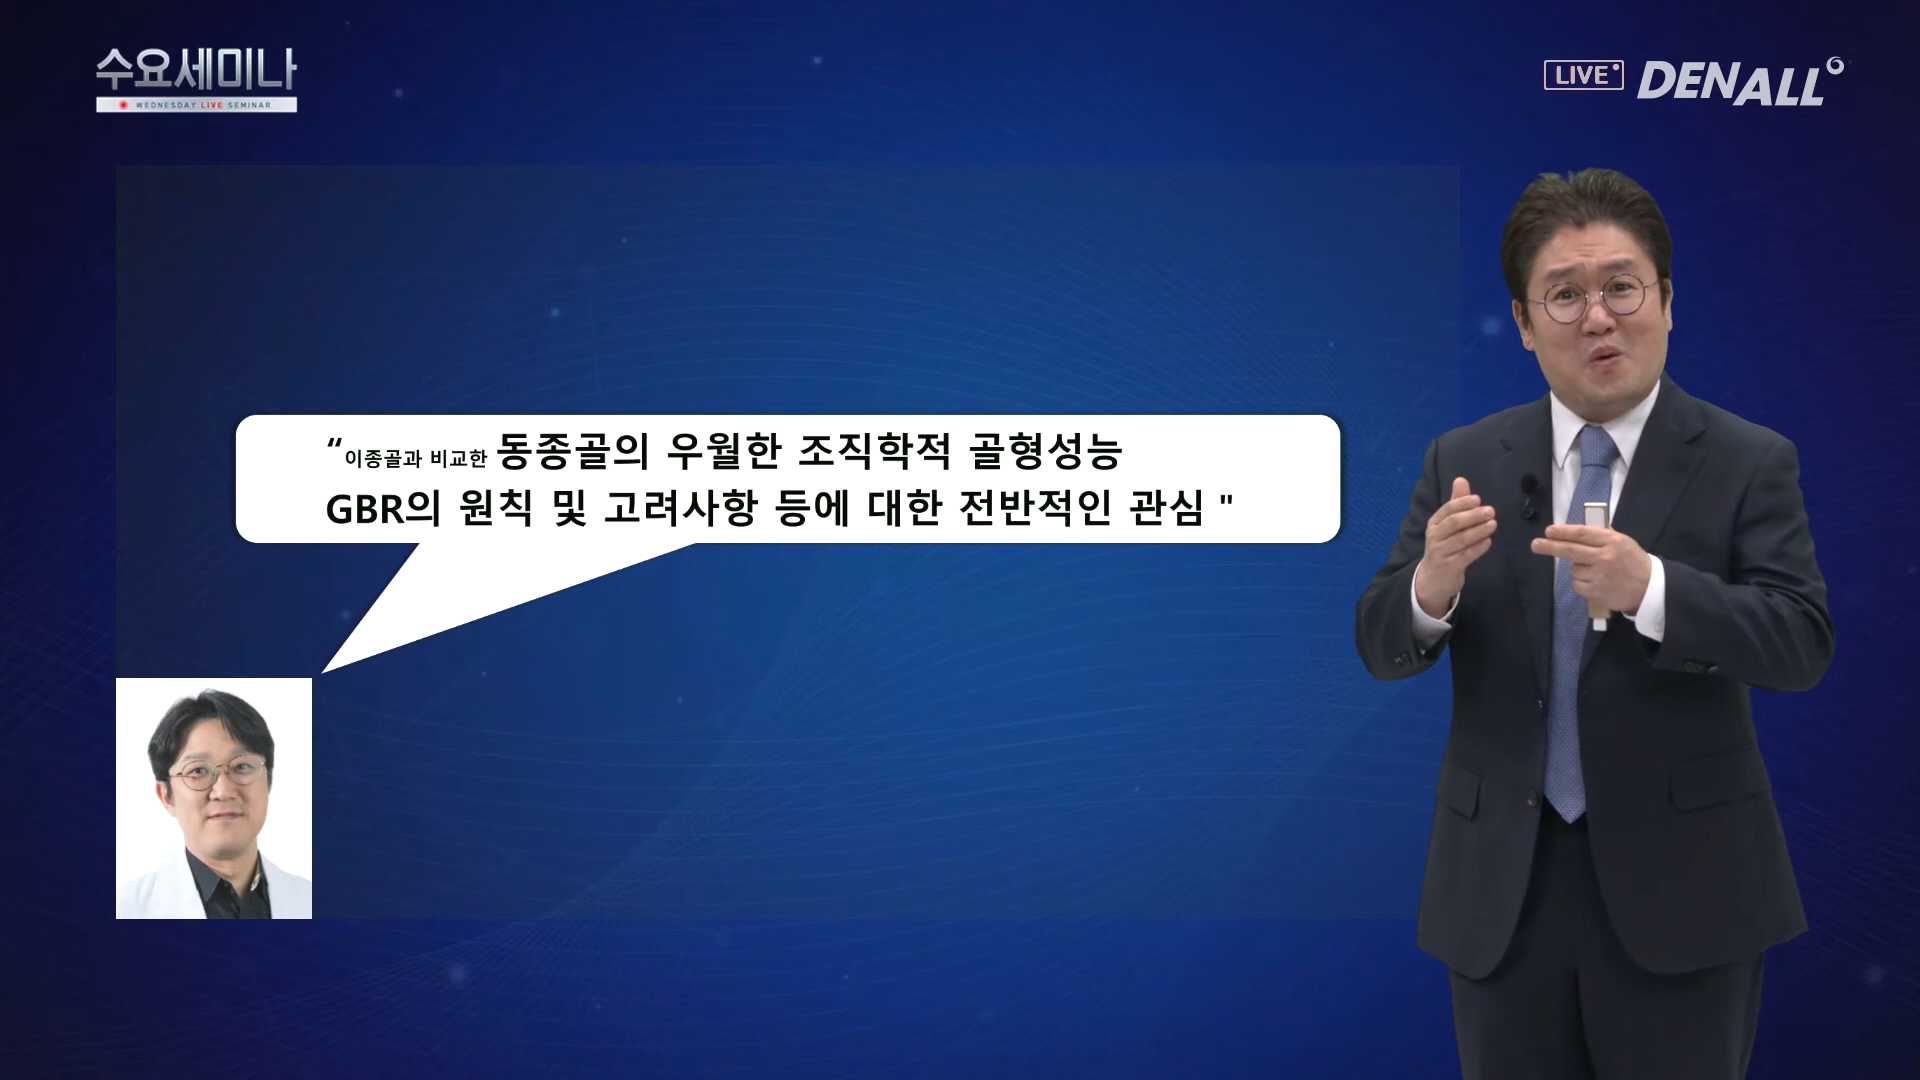 수요세미나
WEDNESDAY LIVE SEMINAR
LIVE
DENALL
“이종골과 비교한 동종골의 우월한 조직학적 골형성능
GBR의 원칙 및 고려사항 등에 대한 전반적인 관심 "